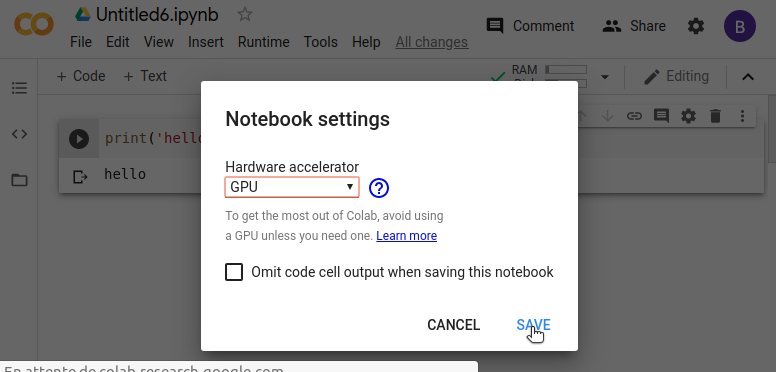 Untitled6.ipynb
Comment
Share
B
File Edit View Insert Runtime Tools Help All changes
+ Code + Text
RAM
Editing
Notebook settings
print('hello
Hardware accelerator
hello
GPU
To get the most out of Colab, avoid using
a GPU unless you need one. Learn more
Omit code cell output when saving this notebook
CANCEL SAVE
En attente de colab.research.google.com